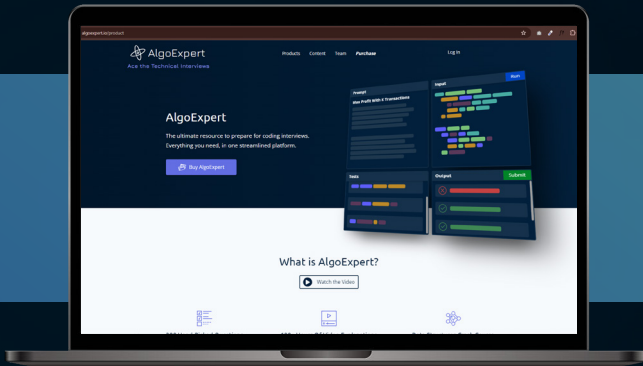 algoexpert.io/product
AlgoExpert
Ace the Technical Interviews
Products Content Team Purchase Log In
Prompt
Max Profit With K Transactions
Input
Run
AlgoExpert
The ultimate resource to prepare for coding interviews.
Everything you need, in one streamlined platform.
Buy AlgoExpert
Tests
Output
Submit
What is AlgoExpert?
Watch the Video